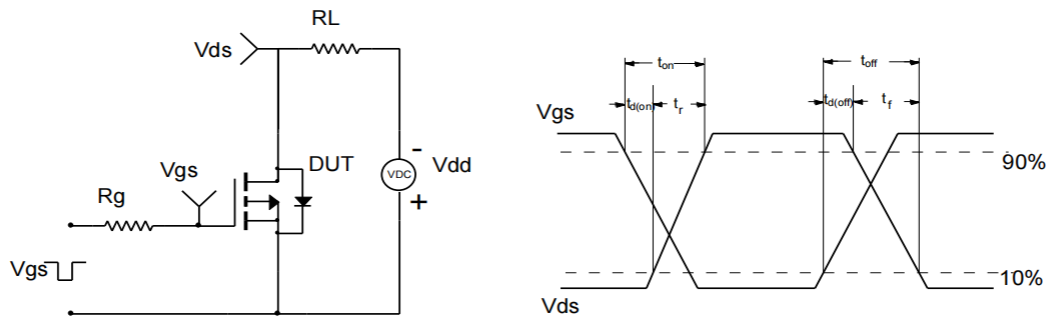 RL
Vds
-
Vgs
DUT
VDC
Vdd
Rg
+
Vgs
ton
toff
td(on)
tr
td(off)
tf
Vgs
90%
10%
Vds